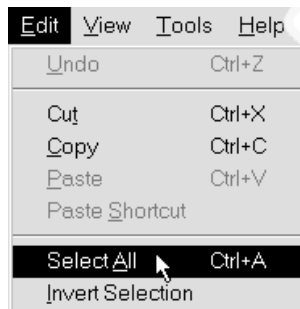 Edit View Tools Help
Undo Ctrl+Z
Cut Ctrl+X
Copy Ctrl+C
Paste Ctrl+V
Paste Shortcut
Select All Ctrl+A
Invert Selection